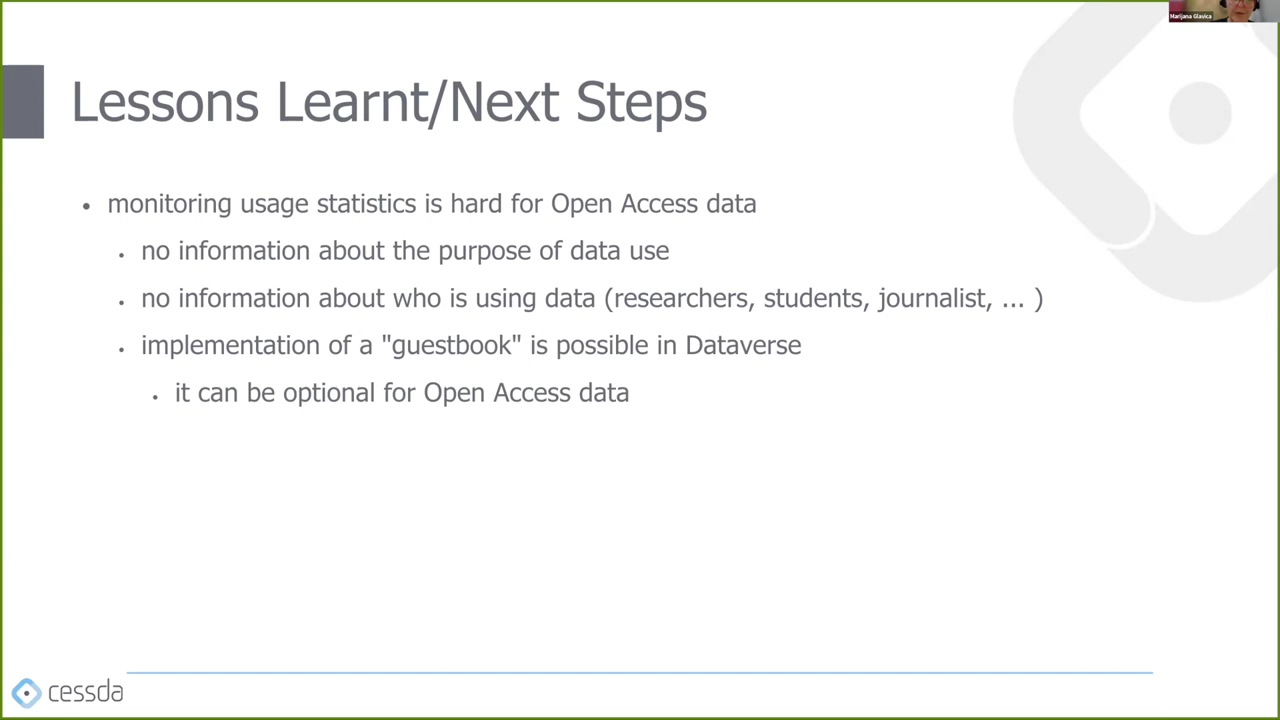 Marijana Glavica
Lessons Learnt/Next Steps
• monitoring usage statistics is hard for Open Access data
• no information about the purpose of data use
• no information about who is using data (researchers, students, journalist, ... )
• implementation of a "guestbook" is possible in Dataverse
• it can be optional for Open Access data
cessda